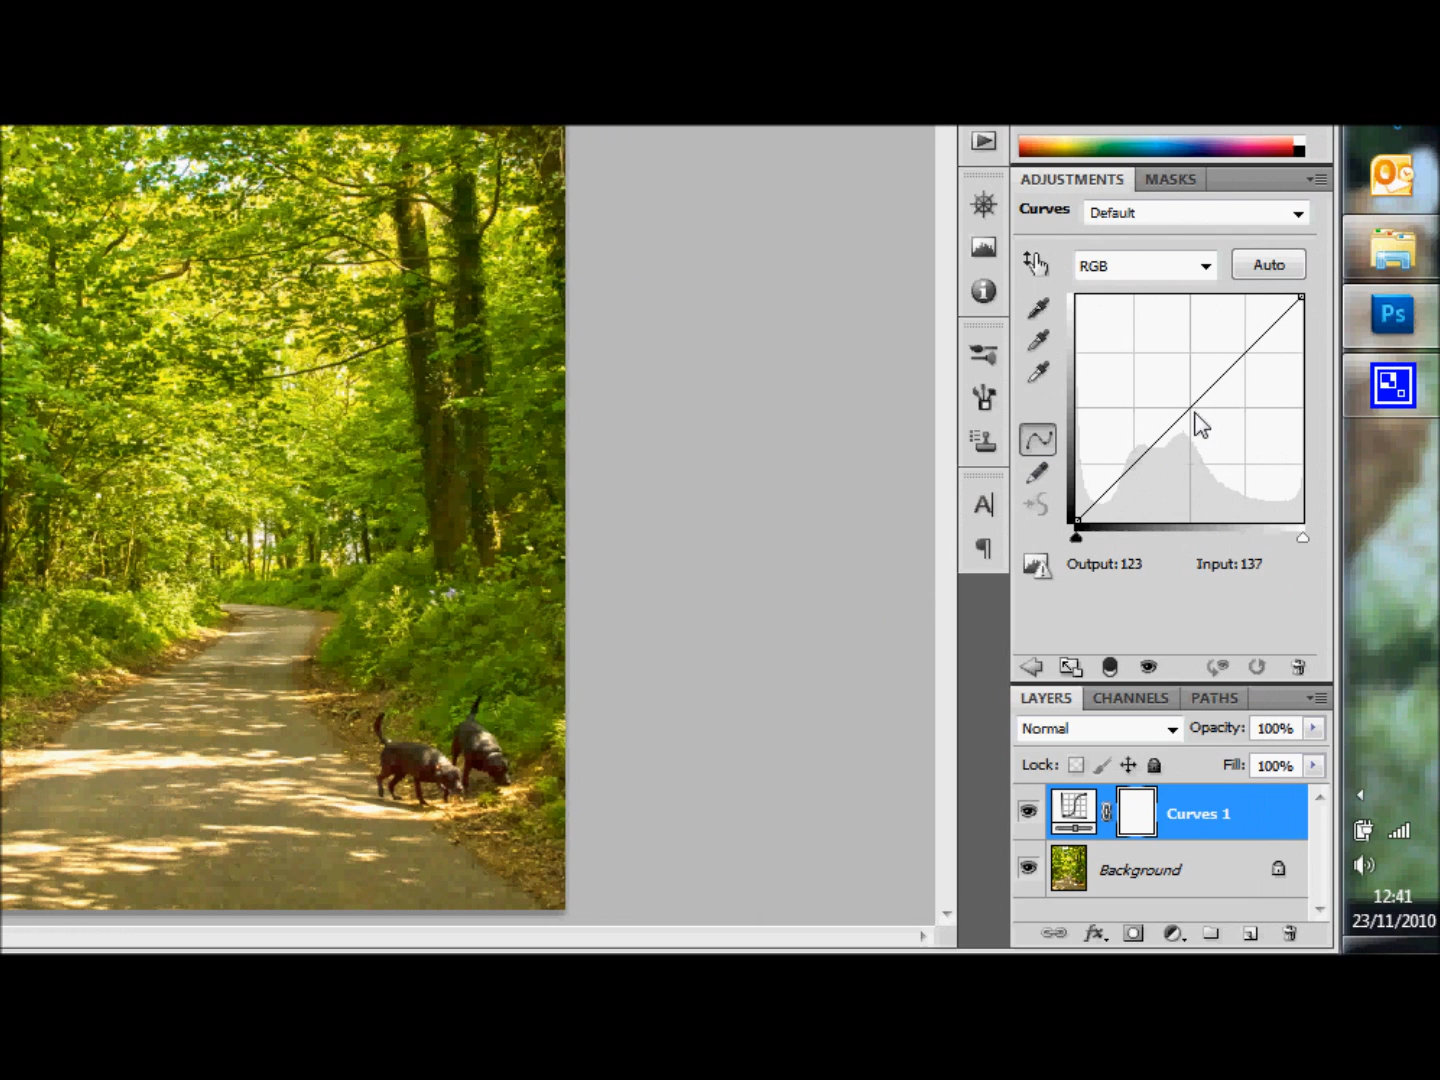 ADJUSTMENTS MASKS
Curves Default
RGB Auto
Ps
Output: 123 Input: 137
LAYERS CHANNELS PATHS
Normal Opacity: 100%
Lock: Fill: 100%
Curves 1
Background
fx
12:41
23/11/2010